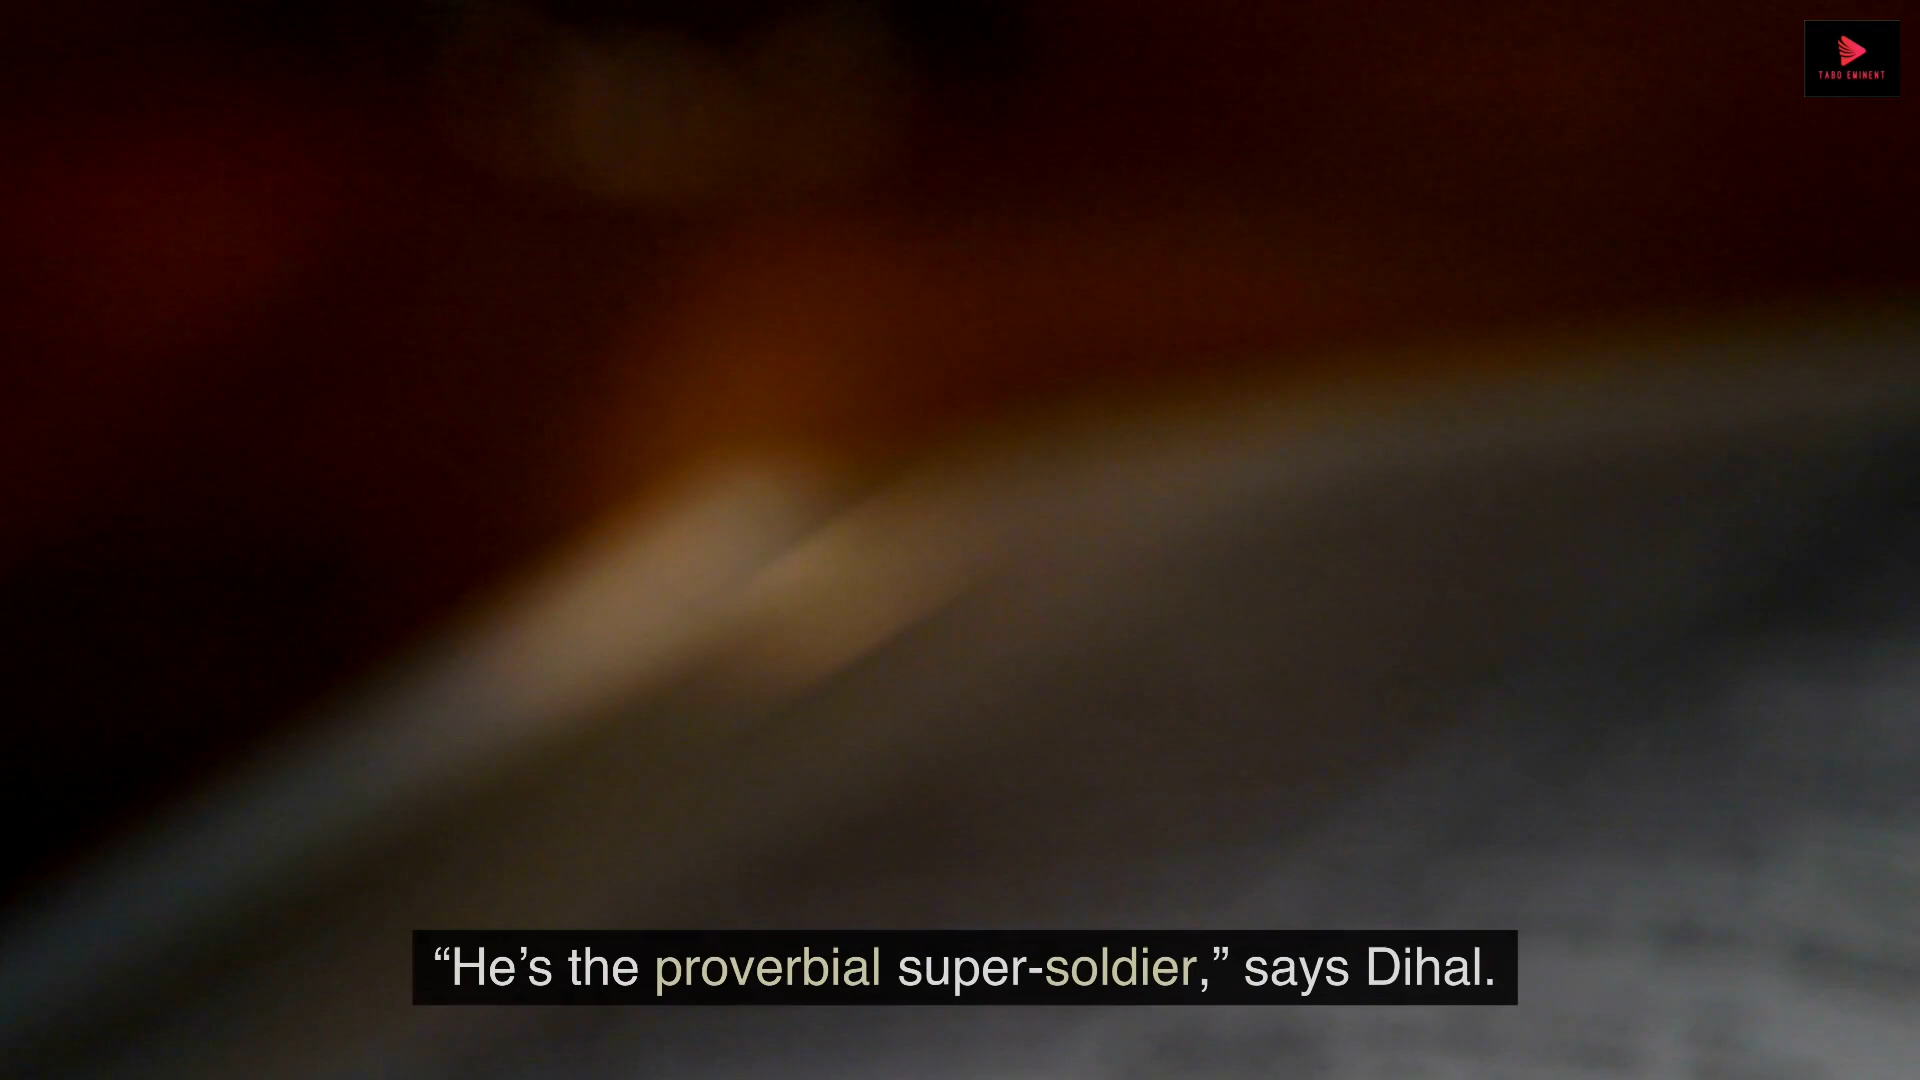 TABO EMINENT
“He’s the proverbial super-soldier,” says Dihal.